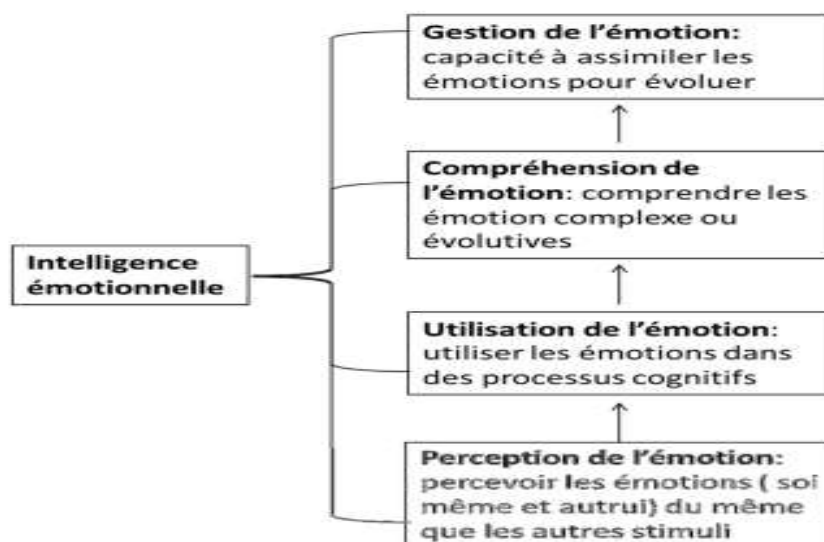 Gestion de l’émotion:
capacité à assimiler les
émotions pour évoluer
Compréhension de
l’émotion: comprendre les
émotion complexe ou
évolutives
Intelligence
émotionnelle
Utilisation de l’émotion:
utiliser les émotions dans
des processus cognitifs
Perception de l’émotion:
percevoir les émotions ( soi
même et autrui) du même
que les autres stimuli